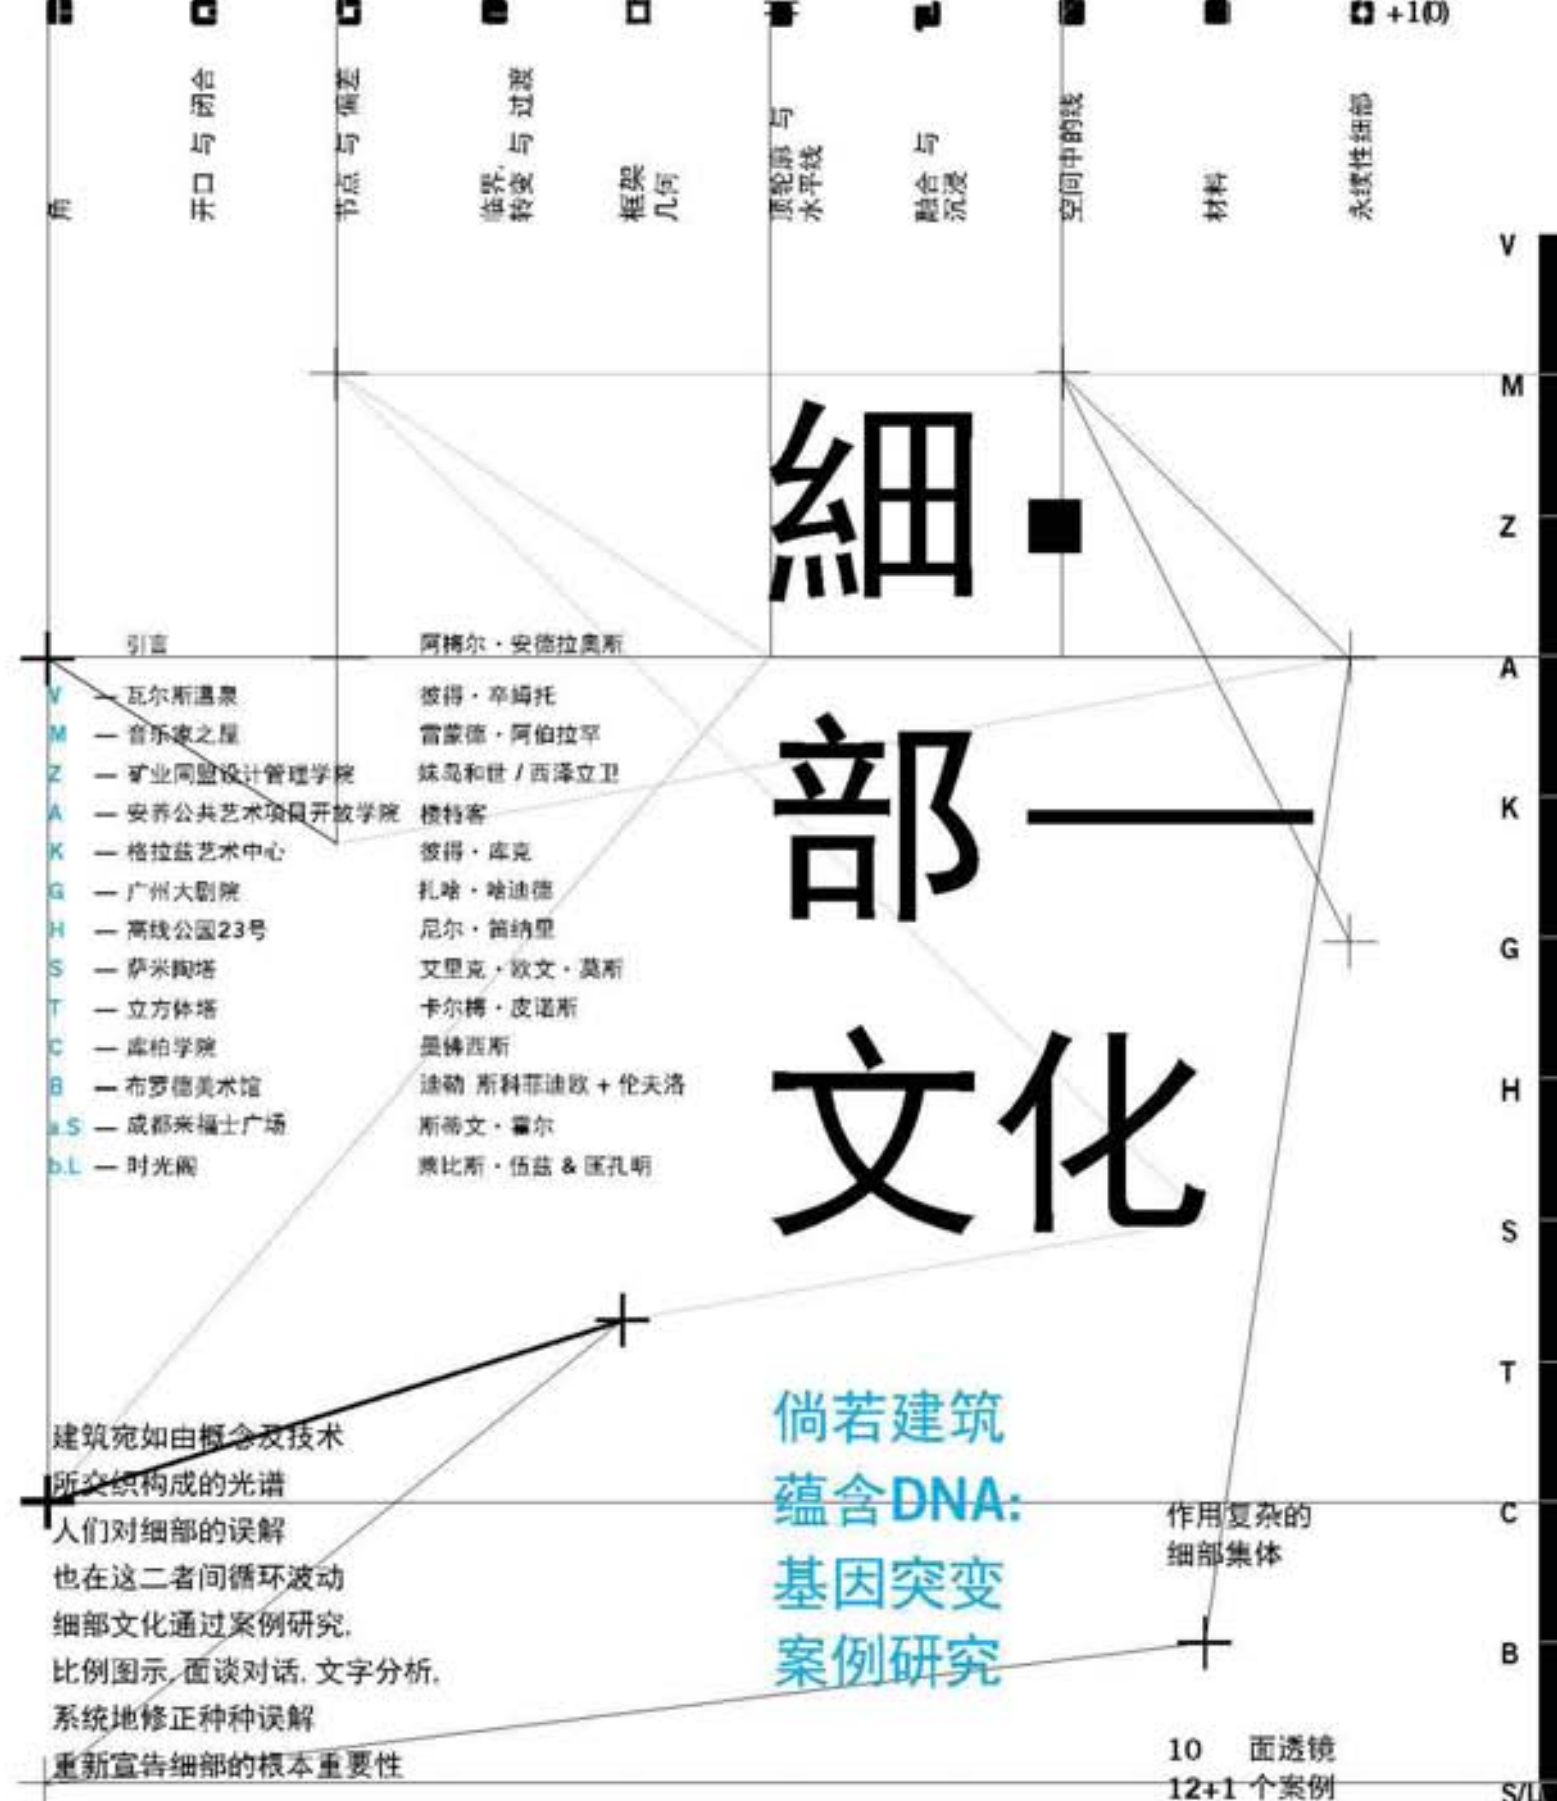 +1(0)
角
开口 与 闭合
节点 与 偏差
临界,
转变 与 过渡
框架
几何
顶轮廓 与
水平线
融合 与
沉浸
空间中的线
材料
永续性细部
V
M
Z
A
K
G
H
S
T
C
B
S/L
細·
部一
文化
引言 阿梅尔·安德拉奥斯
V — 瓦尔斯温泉 彼得·卒姆托
M — 音乐家之屋 雷蒙德·阿伯拉罕
Z — 矿业同盟设计管理学院 妹岛和世 / 西泽立卫
A — 安养公共艺术项目开放学院 楼特客
K — 格拉兹艺术中心 彼得·库克
G — 广州大剧院 扎哈·哈迪德
H — 高线公园23号 尼尔·笛纳里
S — 萨米陶塔 艾里克·欧文·莫斯
T — 立方体塔 卡尔梅·皮诺斯
C — 库柏学院 墨佛西斯
B — 布罗德美术馆 迪勒 斯科菲迪欧 + 伦夫洛
a.S — 成都来福士广场 斯蒂文·霍尔
b.L — 时光阁 莱比斯·伍兹 & 匡孔明
建筑宛如由概念及技术
所交织构成的光谱
人们对细部的误解
也在这二者间循环波动
细部文化通过案例研究,
比例图示, 面谈对话, 文字分析,
系统地修正种种误解
重新宣告细部的根本重要性
倘若建筑
蕴含DNA:
基因突变
案例研究
作用复杂的
细部集体
10 面透镜
12+1 个案例